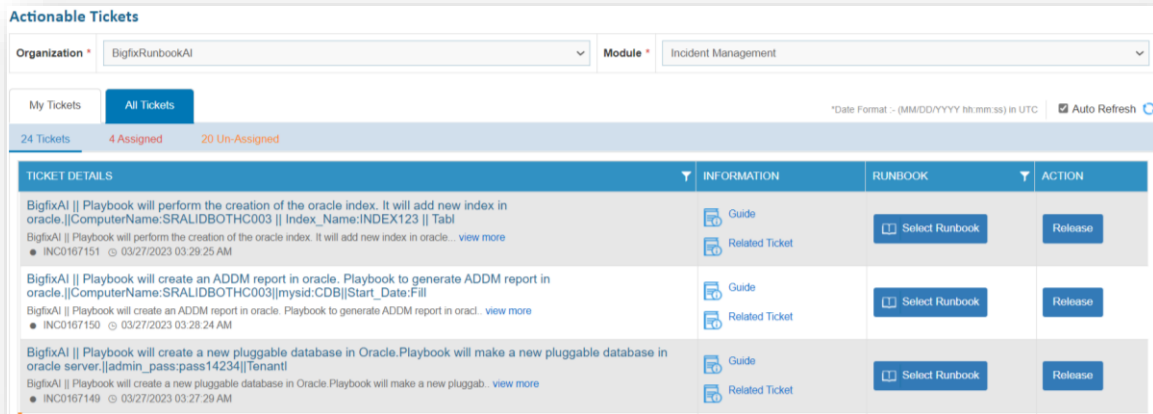 Actionable Tickets
Organization * BigfixRunbookAI Module * Incident Management
My Tickets All Tickets *Date Format :- (MM/DD/YYYY hh:mm:ss) in UTC Auto Refresh
24 Tickets 4 Assigned 20 Un-Assigned
TICKET DETAILS INFORMATION RUNBOOK ACTION
BigfixAI || Playbook will perform the creation of the oracle index. It will add new index in
oracle.||ComputerName:SRALIDBOTHC003 || Index_Name:INDEX123 || Tabl
BigfixAI || Playbook will perform the creation of the oracle index. It will add new index in oracle... view more
INC0167151 03/27/2023 03:29:25 AM
Guide
Related Ticket
Select Runbook
Release
BigfixAI || Playbook will create an ADDM report in oracle. Playbook to generate ADDM report in
oracle.||ComputerName:SRALIDBOTHC003||mysid:CDB||Start_Date:Fill
BigfixAI || Playbook will create an ADDM report in oracle. Playbook to generate ADDM report in oracl.. view more
INC0167150 03/27/2023 03:28:24 AM
Guide
Related Ticket
Select Runbook
Release
BigfixAI || Playbook will create a new pluggable database in Oracle.Playbook will make a new pluggable database in
oracle server.||admin_pass:pass14234||Tenantl
BigfixAI || Playbook will create a new pluggable database in Oracle.Playbook will make a new pluggab.. view more
INC0167149 03/27/2023 03:27:29 AM
Guide
Related Ticket
Select Runbook
Release